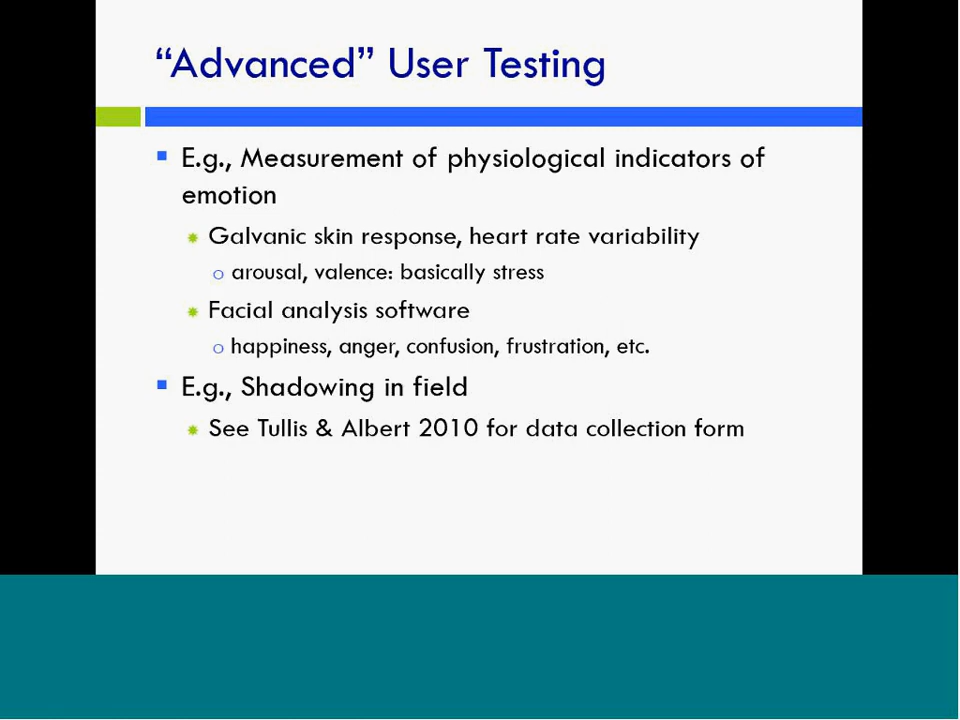 “Advanced” User Testing
E.g., Measurement of physiological indicators of
emotion
Galvanic skin response, heart rate variability
arousal, valence: basically stress
Facial analysis software
happiness, anger, confusion, frustration, etc.
E.g., Shadowing in field
See Tullis & Albert 2010 for data collection form